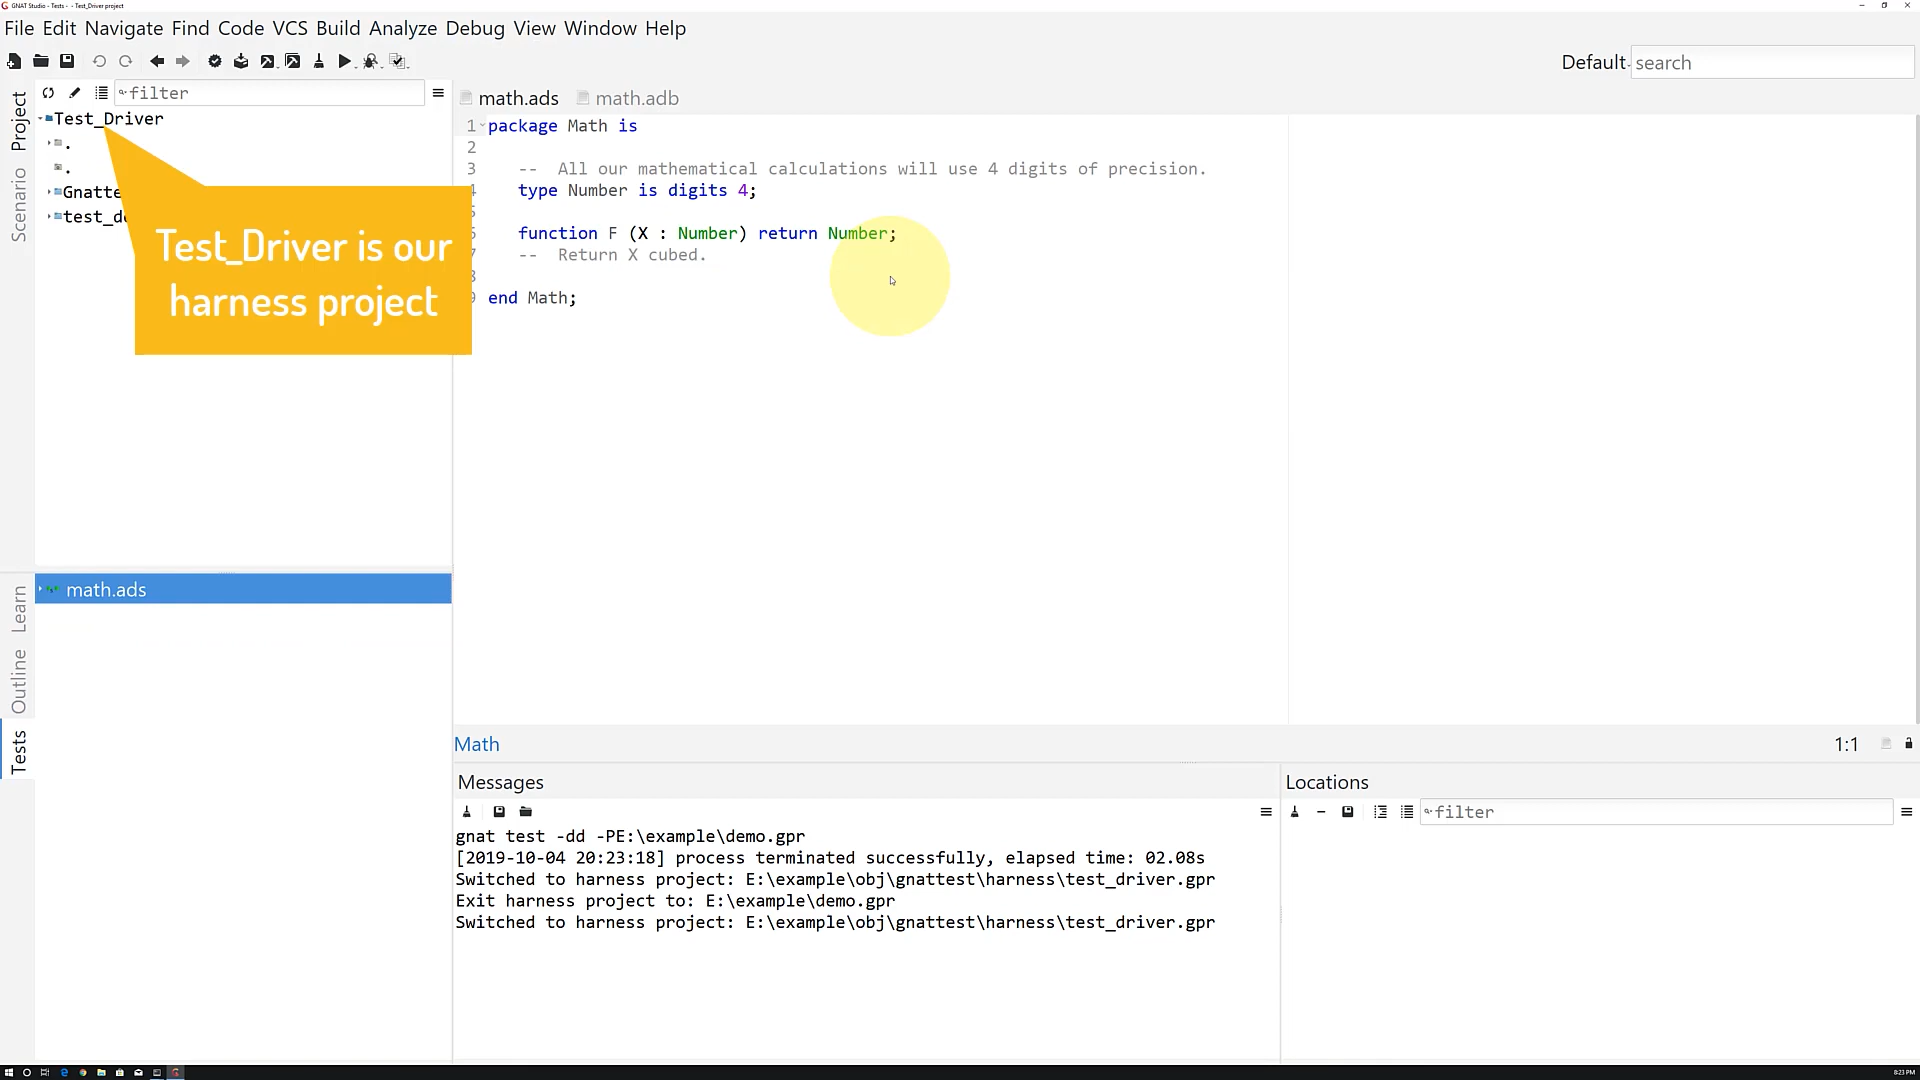 GNAT Studio - Tests - - Test_Driver project
File Edit Navigate Find Code VCS Build Analyze Debug View Window Help
Default search
Project
Scenario
Learn
Outline
Tests
filter
Test_Driver
.
.
Gnatte
test_d
Test_Driver is our
harness project
math.ads
math.ads math.adb
1 package Math is
2
3 -- All our mathematical calculations will use 4 digits of precision.
4 type Number is digits 4;
5
6 function F (X : Number) return Number;
7 -- Return X cubed.
8
9 end Math;
Math 1:1
Messages
gnat test -dd -PE:\example\demo.gpr
[2019-10-04 20:23:18] process terminated successfully, elapsed time: 02.08s
Switched to harness project: E:\example\obj\gnattest\harness\test_driver.gpr
Exit harness project to: E:\example\demo.gpr
Switched to harness project: E:\example\obj\gnattest\harness\test_driver.gpr
Locations
filter
8:23 PM